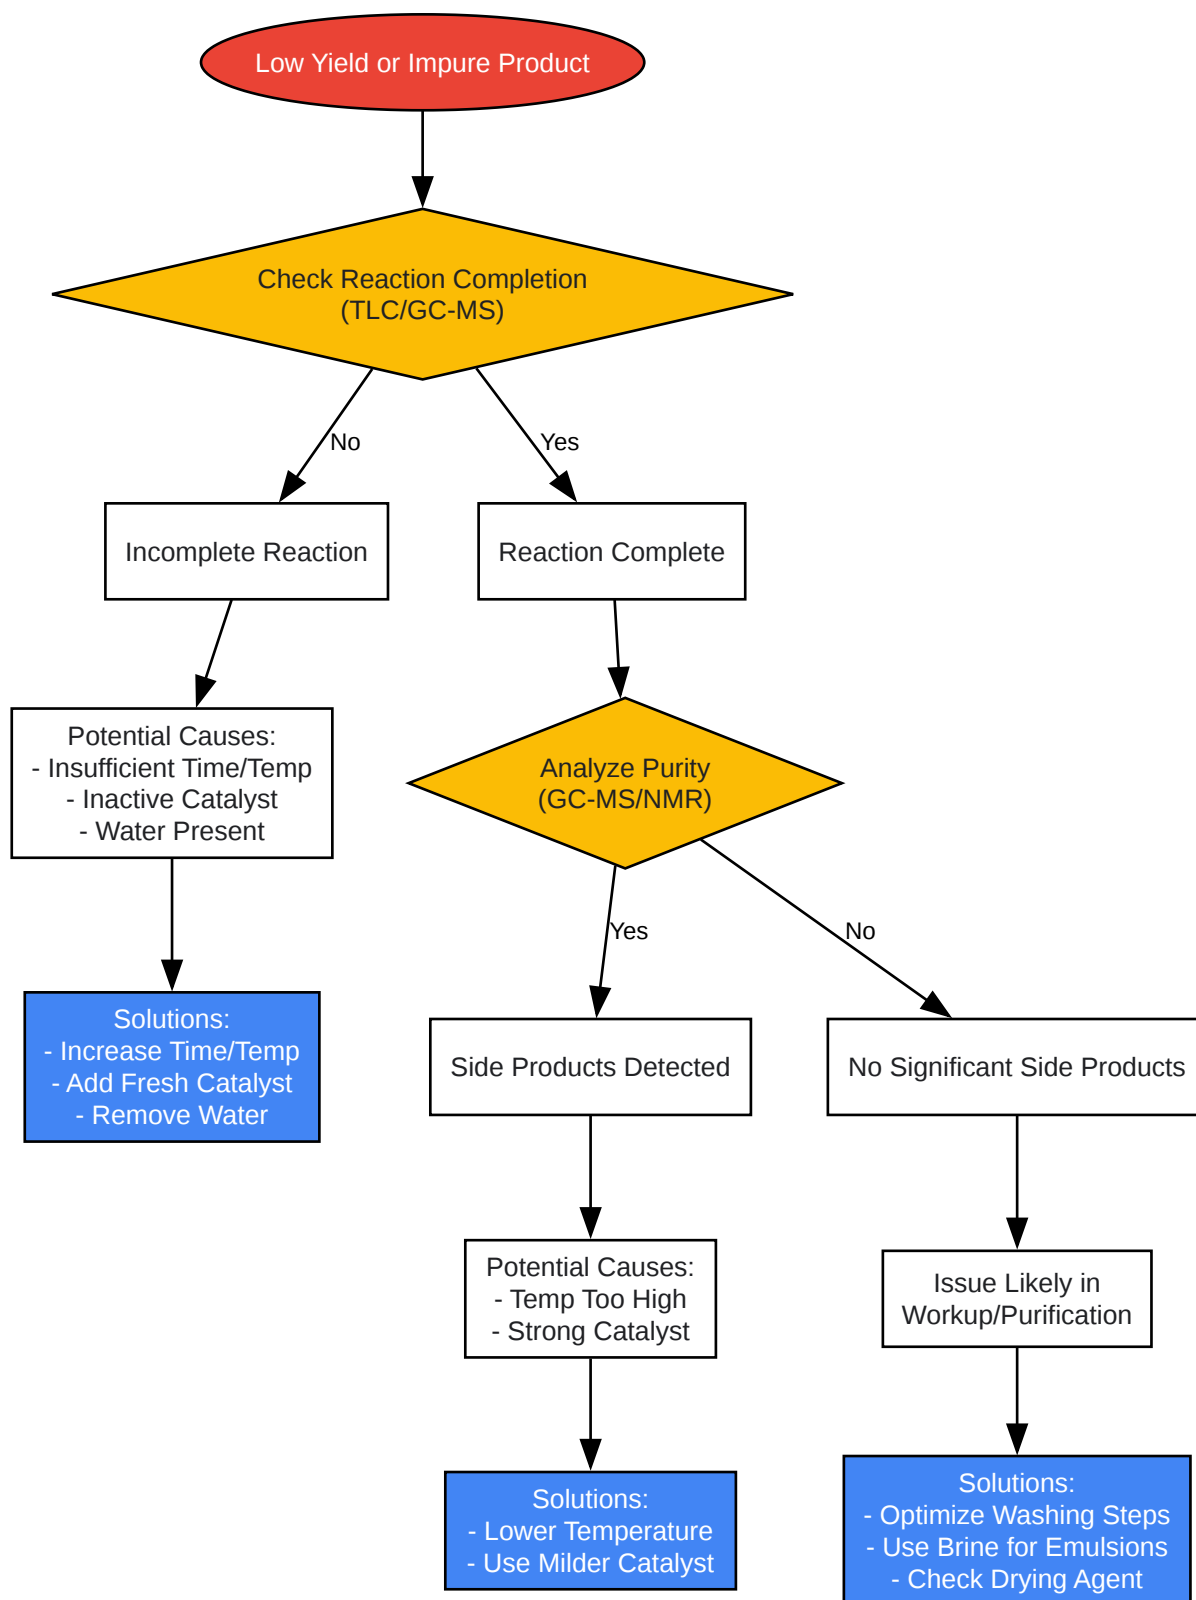 Low Yield or Impure Product
Check Reaction Completion
(TLC/GC-MS)
No
Yes
Incomplete Reaction
Reaction Complete
Potential Causes:
- Insufficient Time/Temp
- Inactive Catalyst
- Water Present
Analyze Purity
(GC-MS/NMR)
Yes
No
Solutions:
- Increase Time/Temp
- Add Fresh Catalyst
- Remove Water
Side Products Detected
No Significant Side Products
Potential Causes:
- Temp Too High
- Strong Catalyst
Issue Likely in
Workup/Purification
Solutions:
- Lower Temperature
- Use Milder Catalyst
Solutions:
- Optimize Washing Steps
- Use Brine for Emulsions
- Check Drying Agent